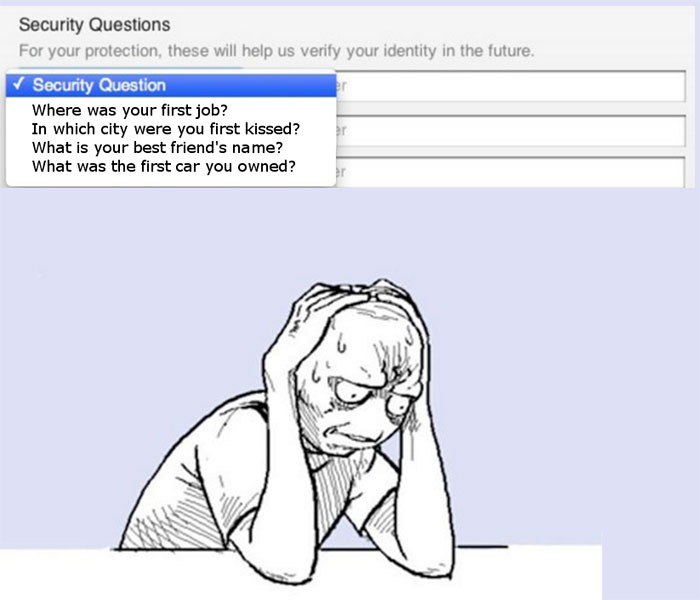 Security Questions
For your protection, these will help us verify your identity in the future.
✓ Security Question
er
Where was your first job?
In which city were you first kissed?
er
What is your best friend's name?
What was the first car you owned?
er